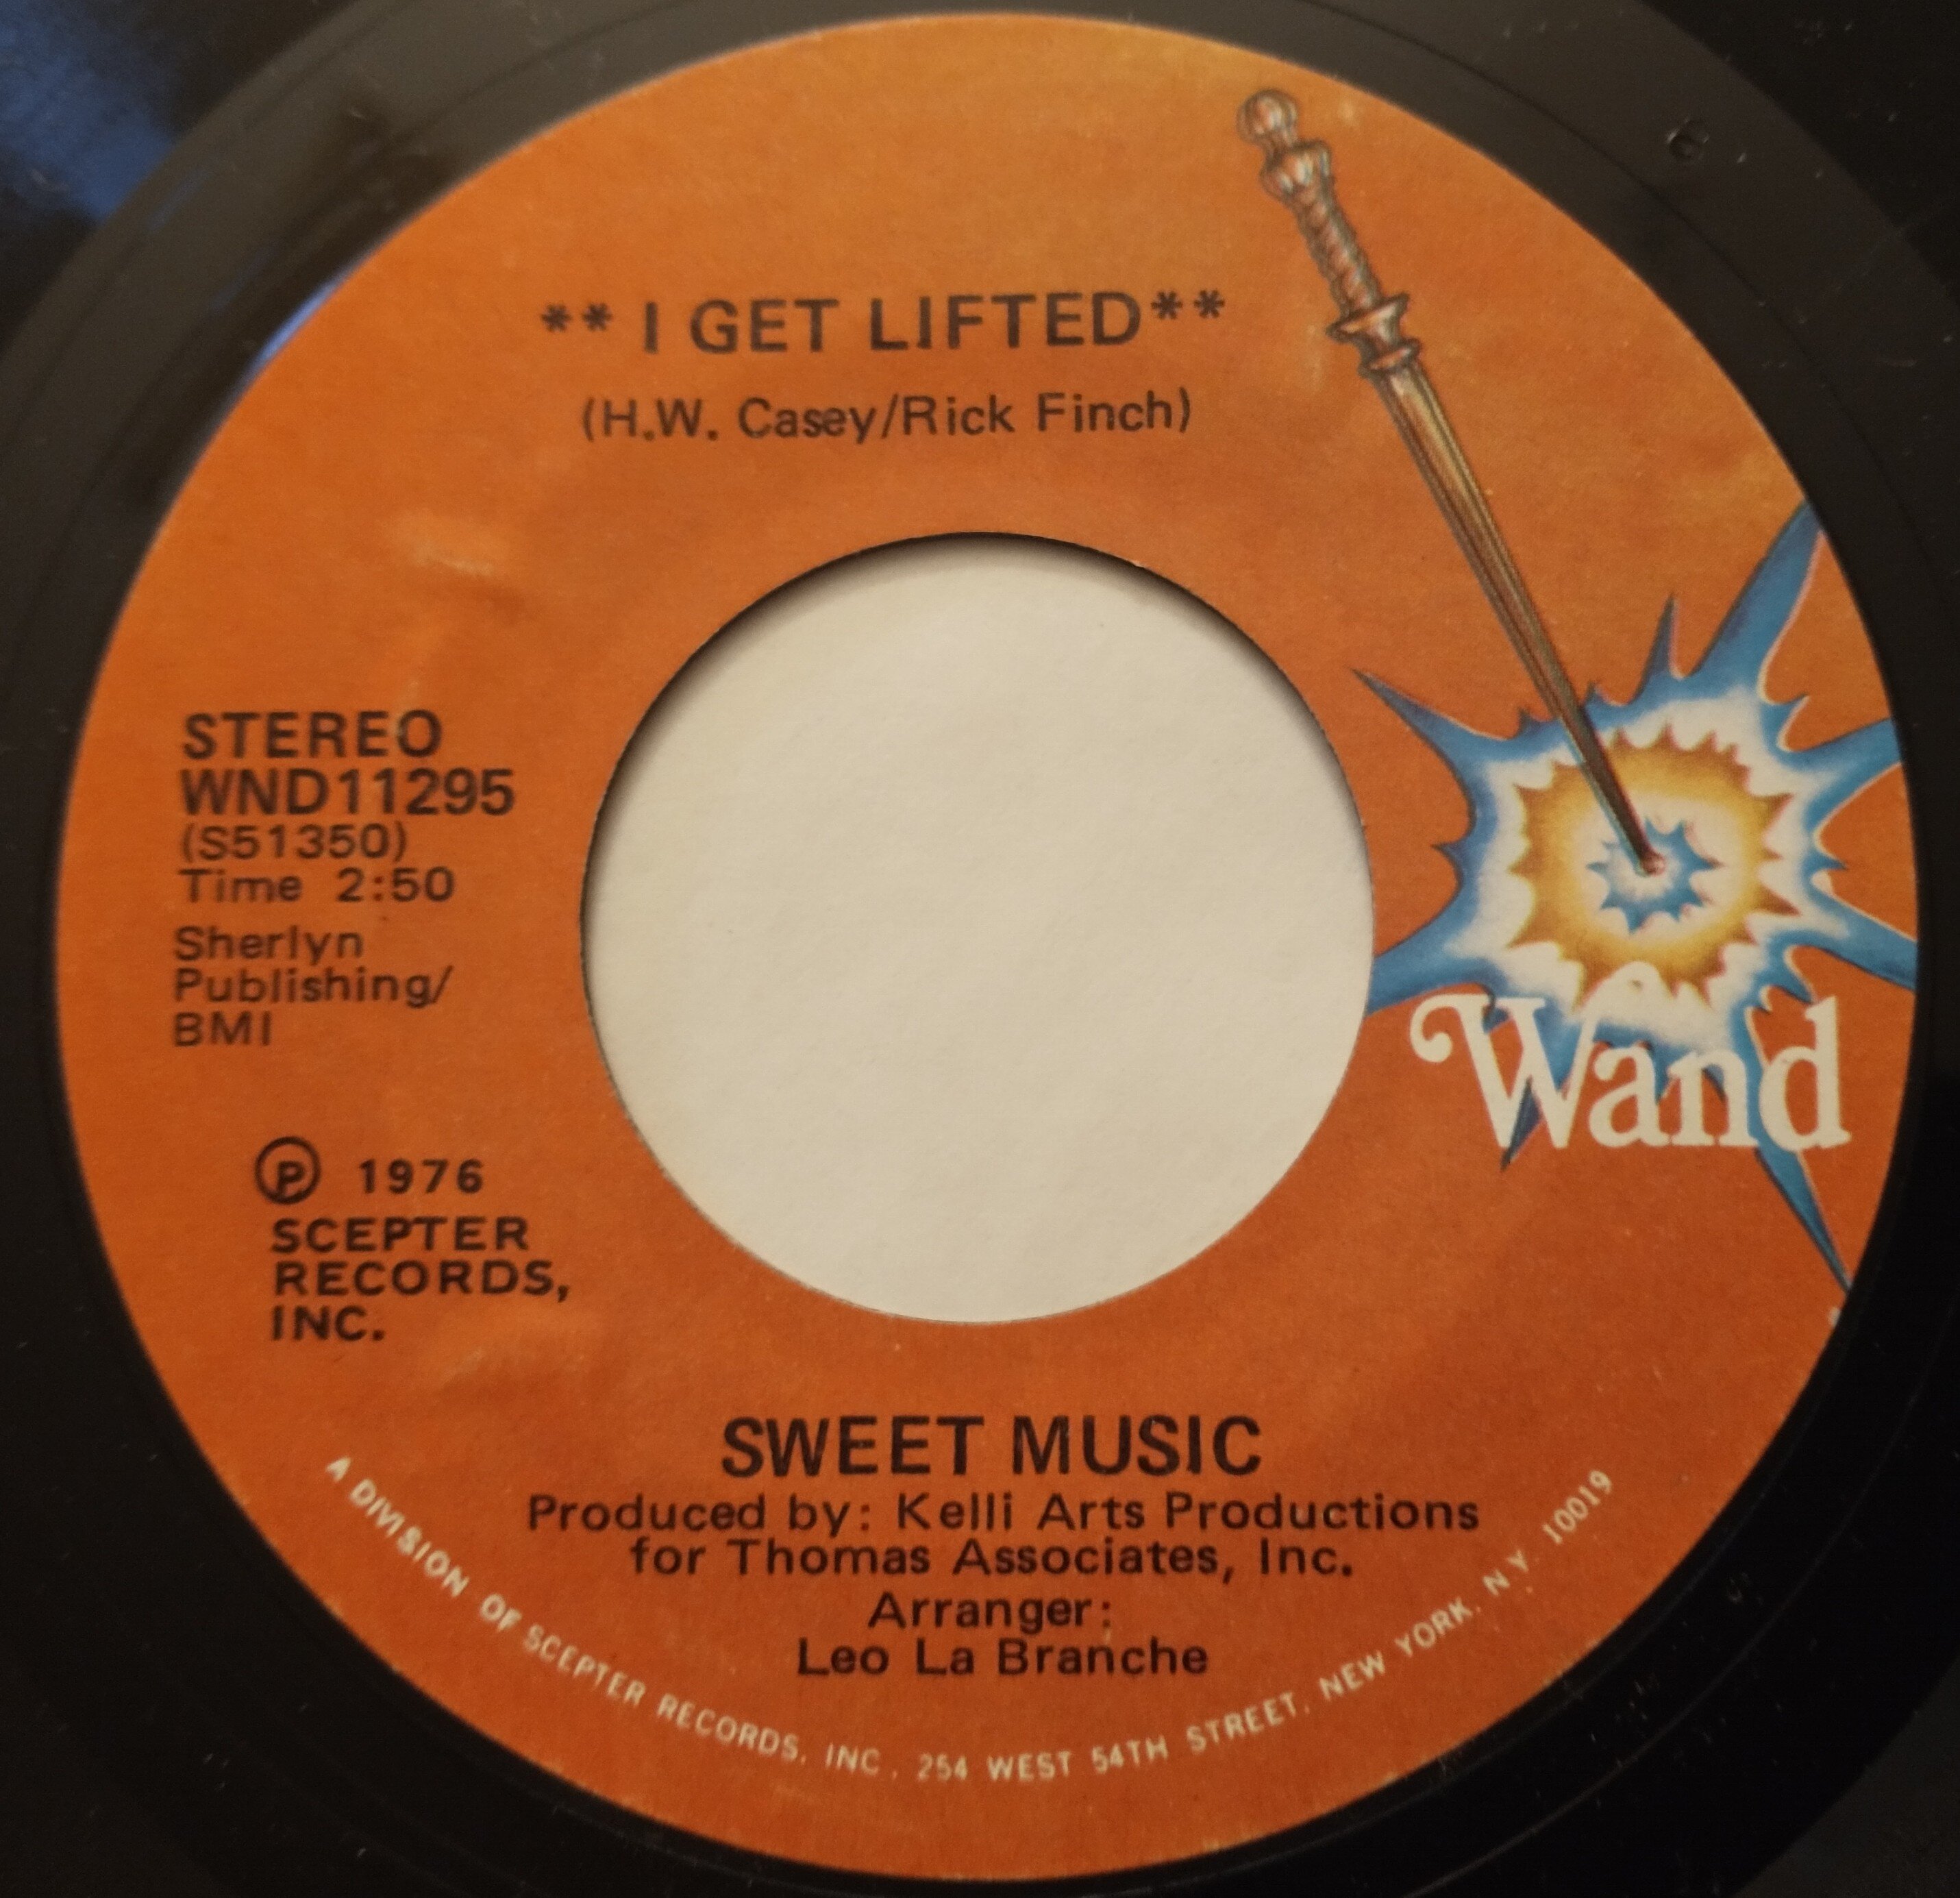 ** I GET LIFTED**
(H.W. Casey/Rick Finch)
STEREO
WND11295
(S51350)
Time 2:50
Sherlyn
Publishing/
BMI
Ⓟ 1976
SCEPTER
RECORDS,
INC.
Wand
SWEET MUSIC
Produced by: Kelli Arts Productions
for Thomas Associates, Inc.
Arranger:
Leo La Branche
A DIVISION OF SCEPTER RECORDS, INC., 254 WEST 54TH STREET, NEW YORK, N.Y. 10019